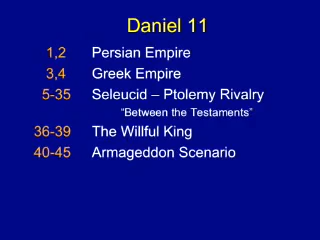 Daniel 11
1,2 Persian Empire
3,4 Greek Empire
5-35 Seleucid – Ptolemy Rivalry
“Between the Testaments”
36-39 The Willful King
40-45 Armageddon Scenario